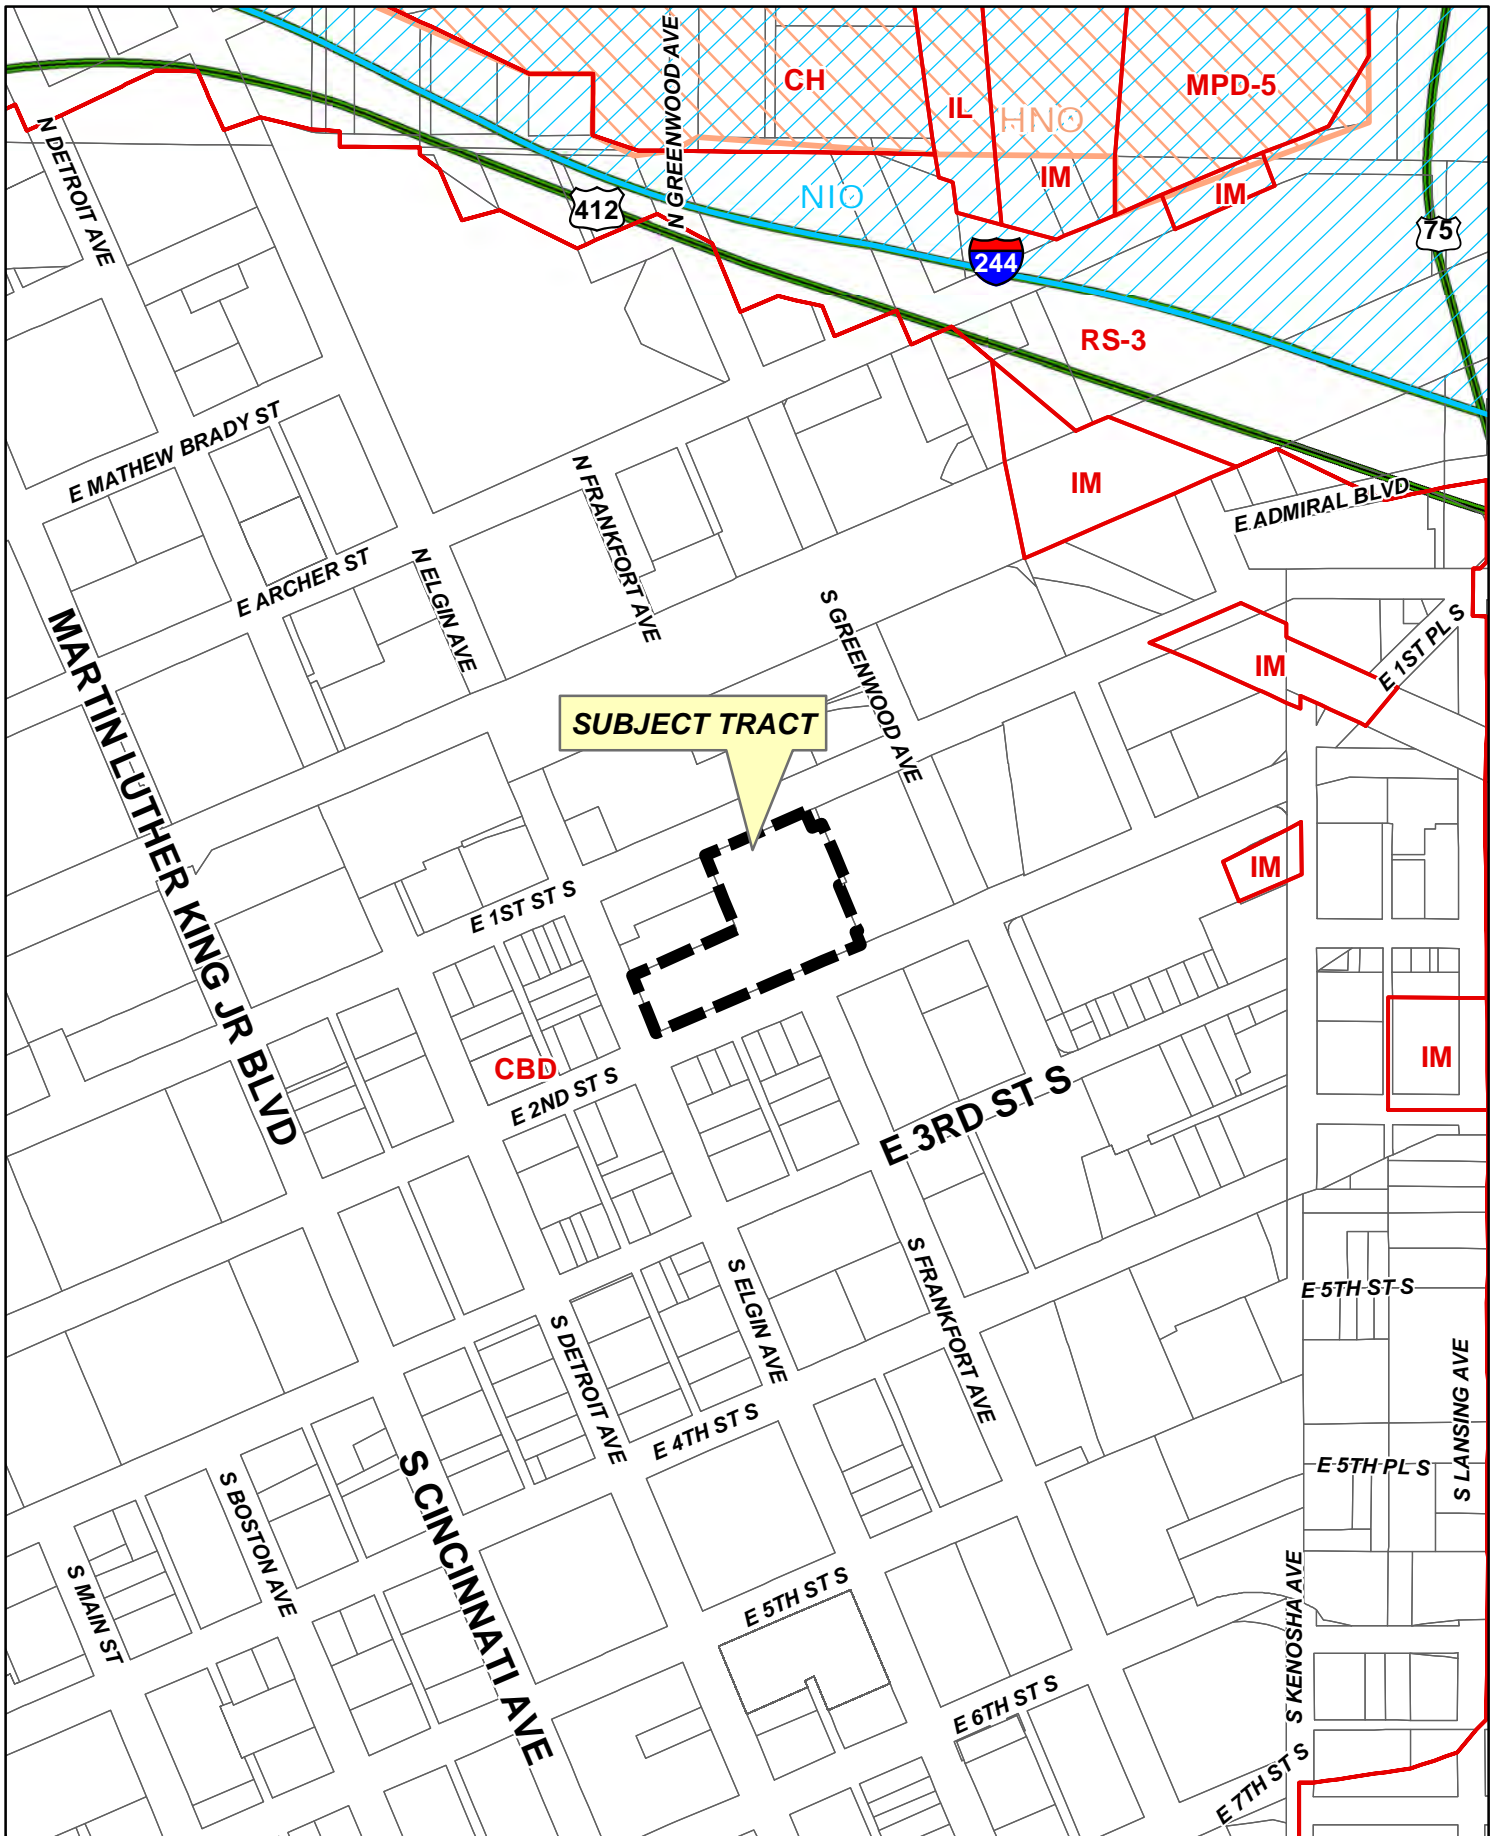 N GREENWOOD AVE
CH
IL
HNO
MPD-5
N DETROIT AVE
NIO
IM
IM
412
75
244
RS-3
E MATHEW BRADY ST
IM
E ADMIRAL BLVD
N FRANKFORT AVE
E ARCHER ST
N ELGIN AVE
S GREENWOOD AVE
E 1ST PL S
IM
MARTIN LUTHER KING JR BLVD
SUBJECT TRACT
IM
E 1ST ST S
CBD
E 2ND ST S
E 3RD ST S
IM
S FRANKFORT AVE
S ELGIN AVE
E 5TH ST S
S DETROIT AVE
S LANSING AVE
E 4TH ST S
E 5TH PL S
S CINCINNATI AVE
S BOSTON AVE
S MAIN ST
E 5TH ST S
S KENOSHA AVE
E 6TH ST S
E 7TH ST S